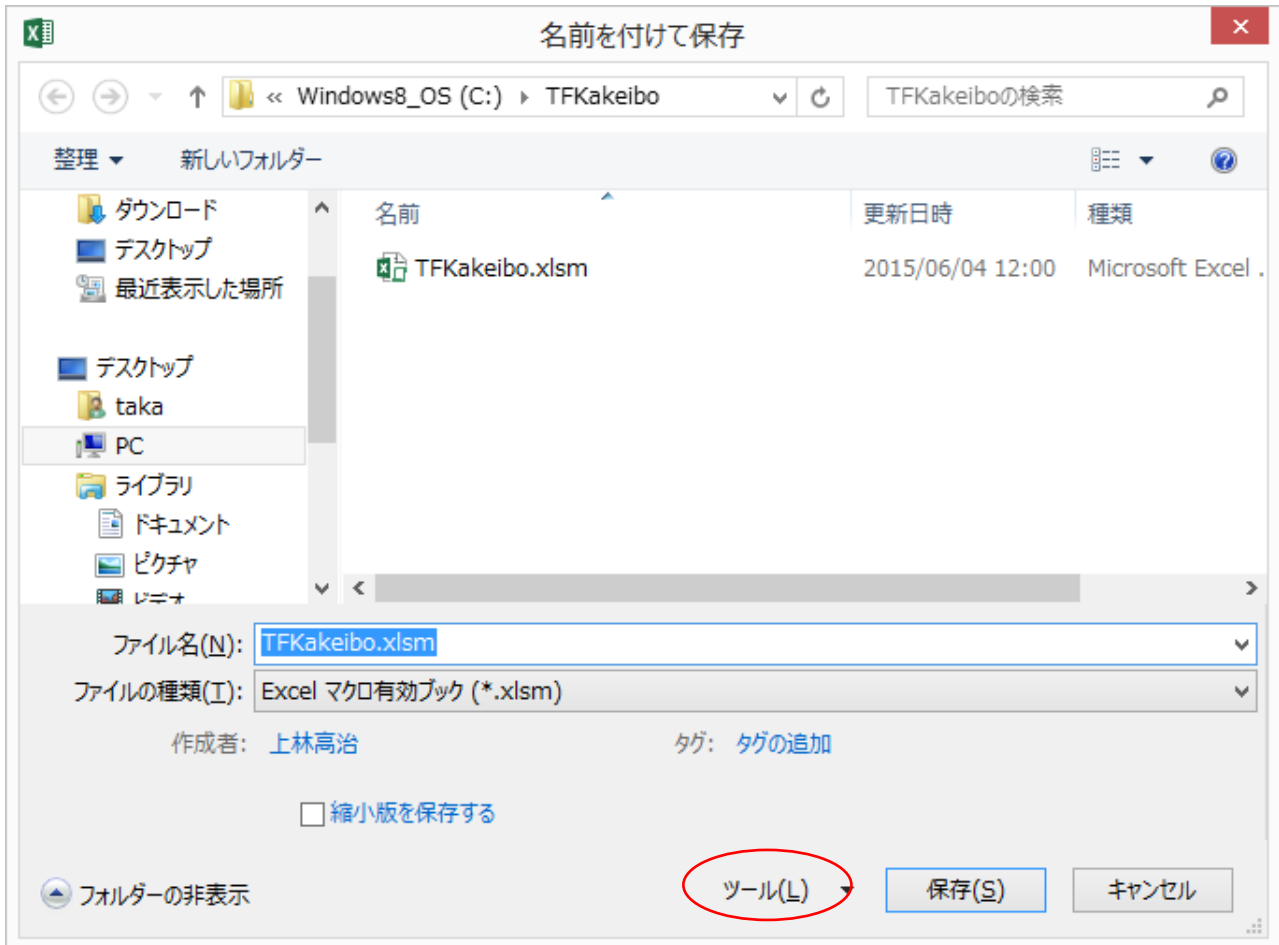 名前を付けて保存
« Windows8_OS (C:) ▸ TFKakeibo
TFKakeiboの検索
整理 ▼ 新しいフォルダー
ダウンロード
デスクトップ
最近表示した場所
デスクトップ
taka
PC
ライブラリ
ドキュメント
ピクチャ
ビデオ
名前 更新日時 種類
TFKakeibo.xlsm 2015/06/04 12:00 Microsoft Excel .
ファイル名(N): TFKakeibo.xlsm
ファイルの種類(T): Excel マクロ有効ブック (*.xlsm)
作成者: 上林高治 タグ: タグの追加
縮小版を保存する
フォルダーの非表示 ツール(L) ▼ 保存(S) キャンセル